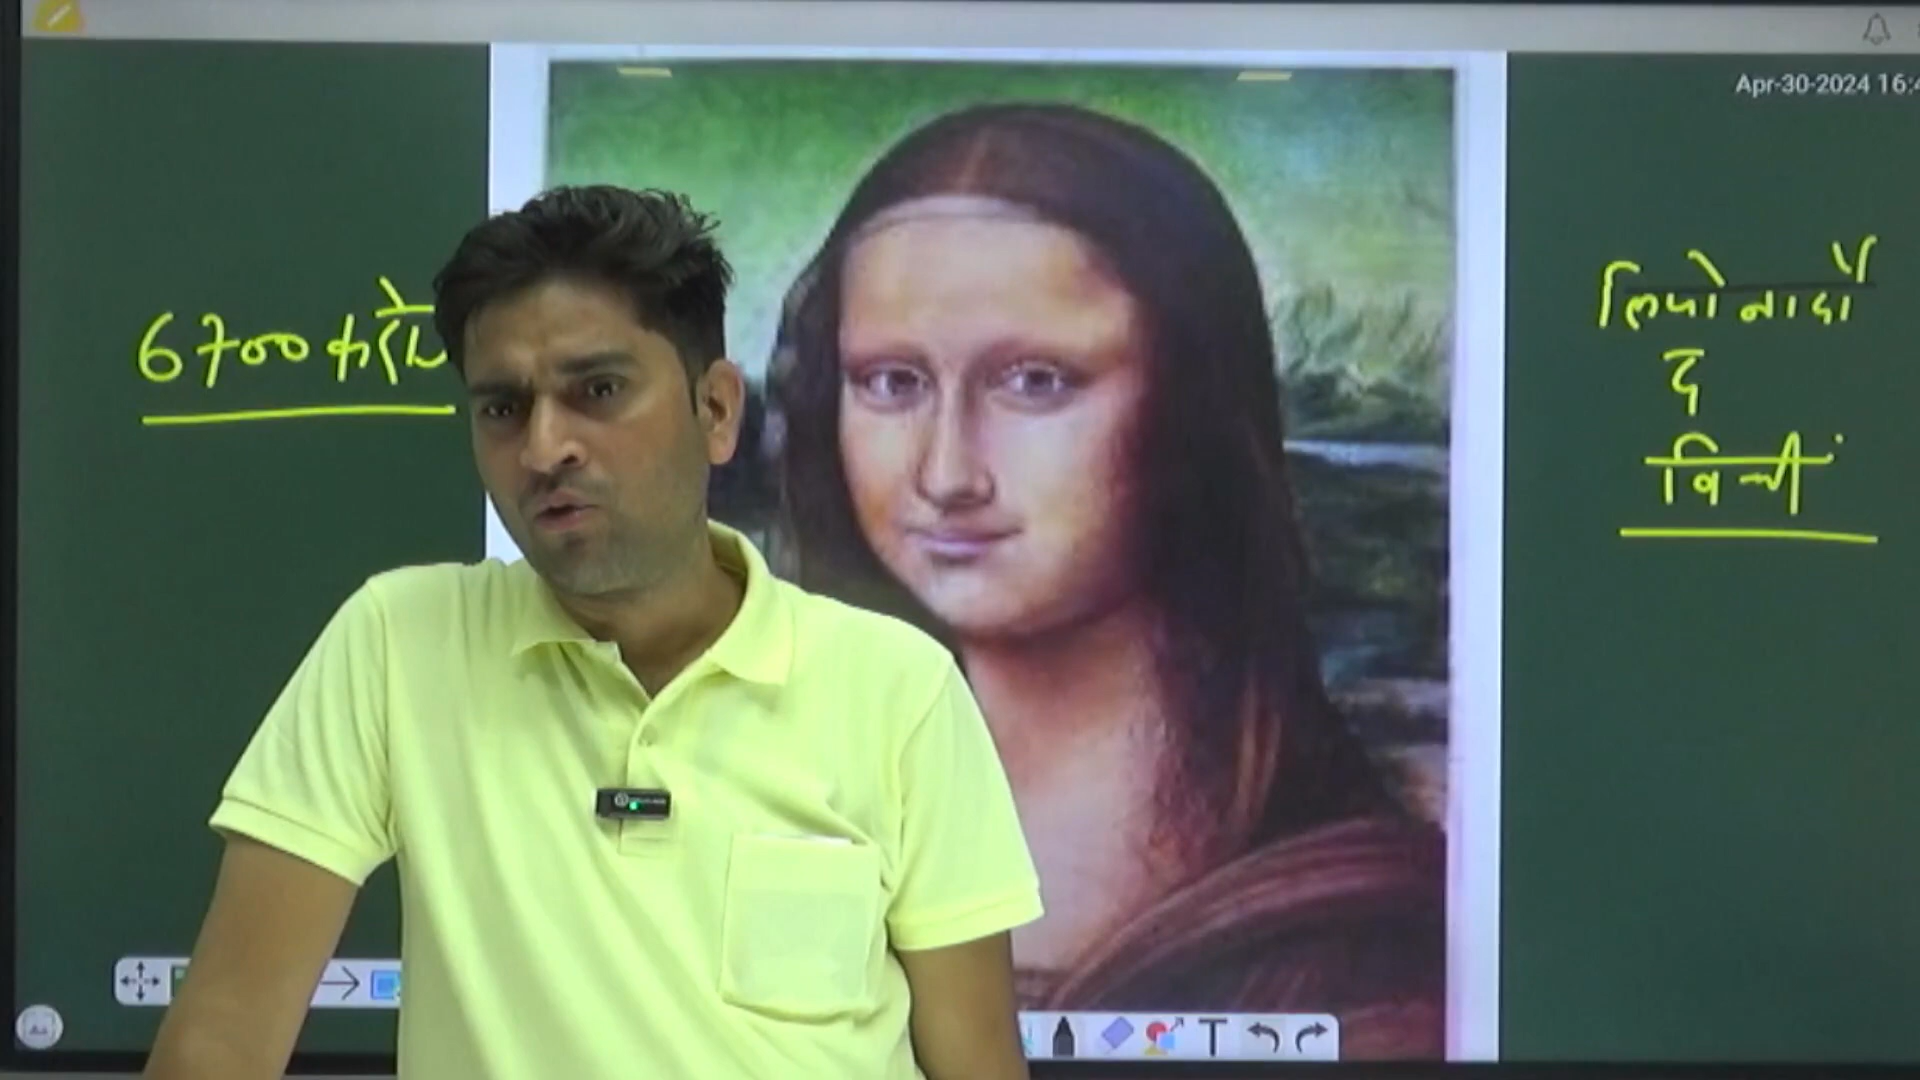 Apr-30-2024 16:4
6700 करोड़
लियोनार्दो
द
विन्ची
T